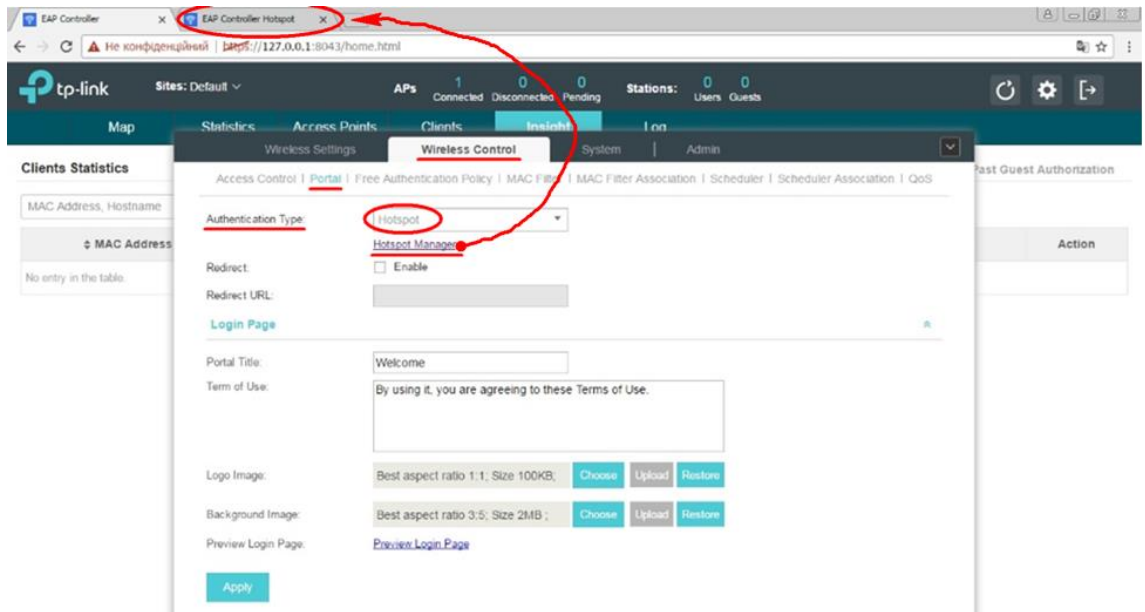 EAP Controller
EAP Controller Hotspot
Не конфіденційний | https://127.0.0.1:8043/home.html
tp-link Sites: Default APs 1 Connected 0 Disconnected 0 Pending Stations: 0 Users 0 Guests
Map Statistics Access Points Clients Insight Log
Wireless Settings Wireless Control System | Admin
Clients Statistics
Past Guest Authorization
Access Control | Portal | Free Authentication Policy | MAC Filter | MAC Filter Association | Scheduler | Scheduler Association | QoS
MAC Address, Hostname
Authentication Type: Hotspot
MAC Address
Hotspot Manager
Action
Redirect: Enable
No entry in the table.
Redirect URL:
Login Page
Portal Title: Welcome
Term of Use: By using it, you are agreeing to these Terms of Use.
Logo Image: Best aspect ratio 1:1; Size 100KB; Choose Upload Restore
Background Image: Best aspect ratio 3:5; Size 2MB ; Choose Upload Restore
Preview Login Page: Preview Login Page
Apply